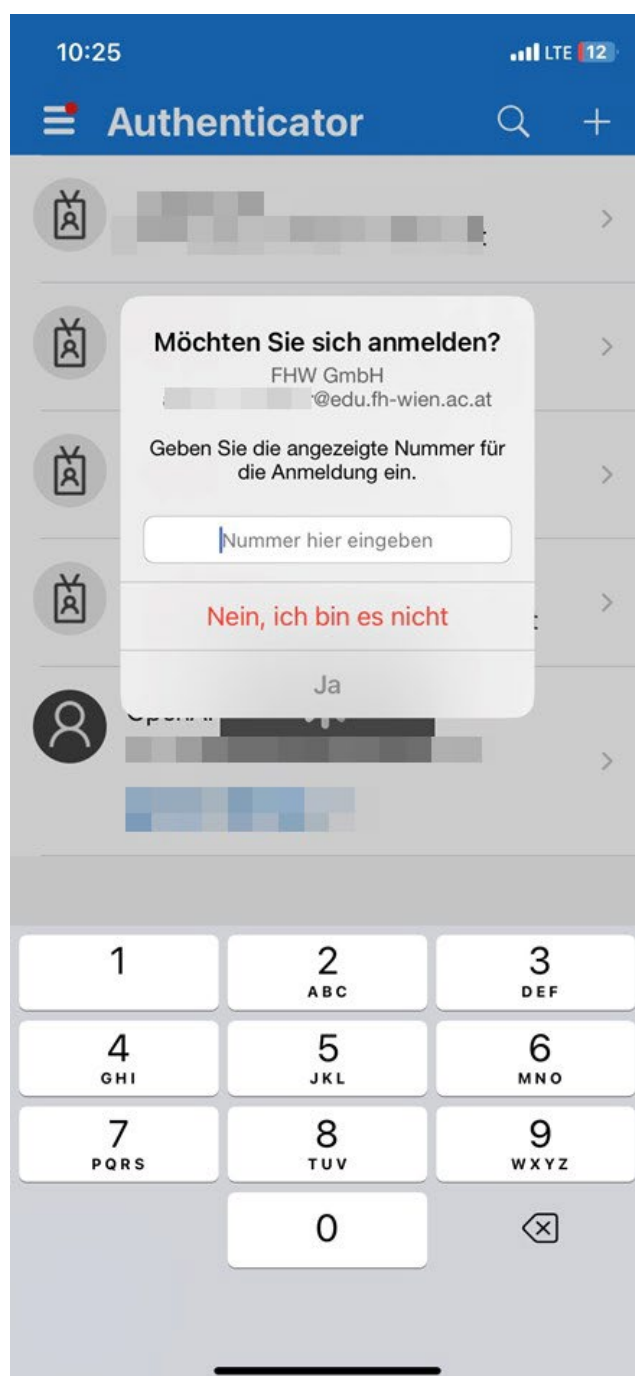 10:25
LTE 12
Authenticator
Möchten Sie sich anmelden?
FHW GmbH
@edu.fh-wien.ac.at
Geben Sie die angezeigte Nummer für
die Anmeldung ein.
Nummer hier eingeben
Nein, ich bin es nicht
Ja
1
2
ABC
3
DEF
4
GHI
5
JKL
6
MNO
7
PQRS
8
TUV
9
WXYZ
0